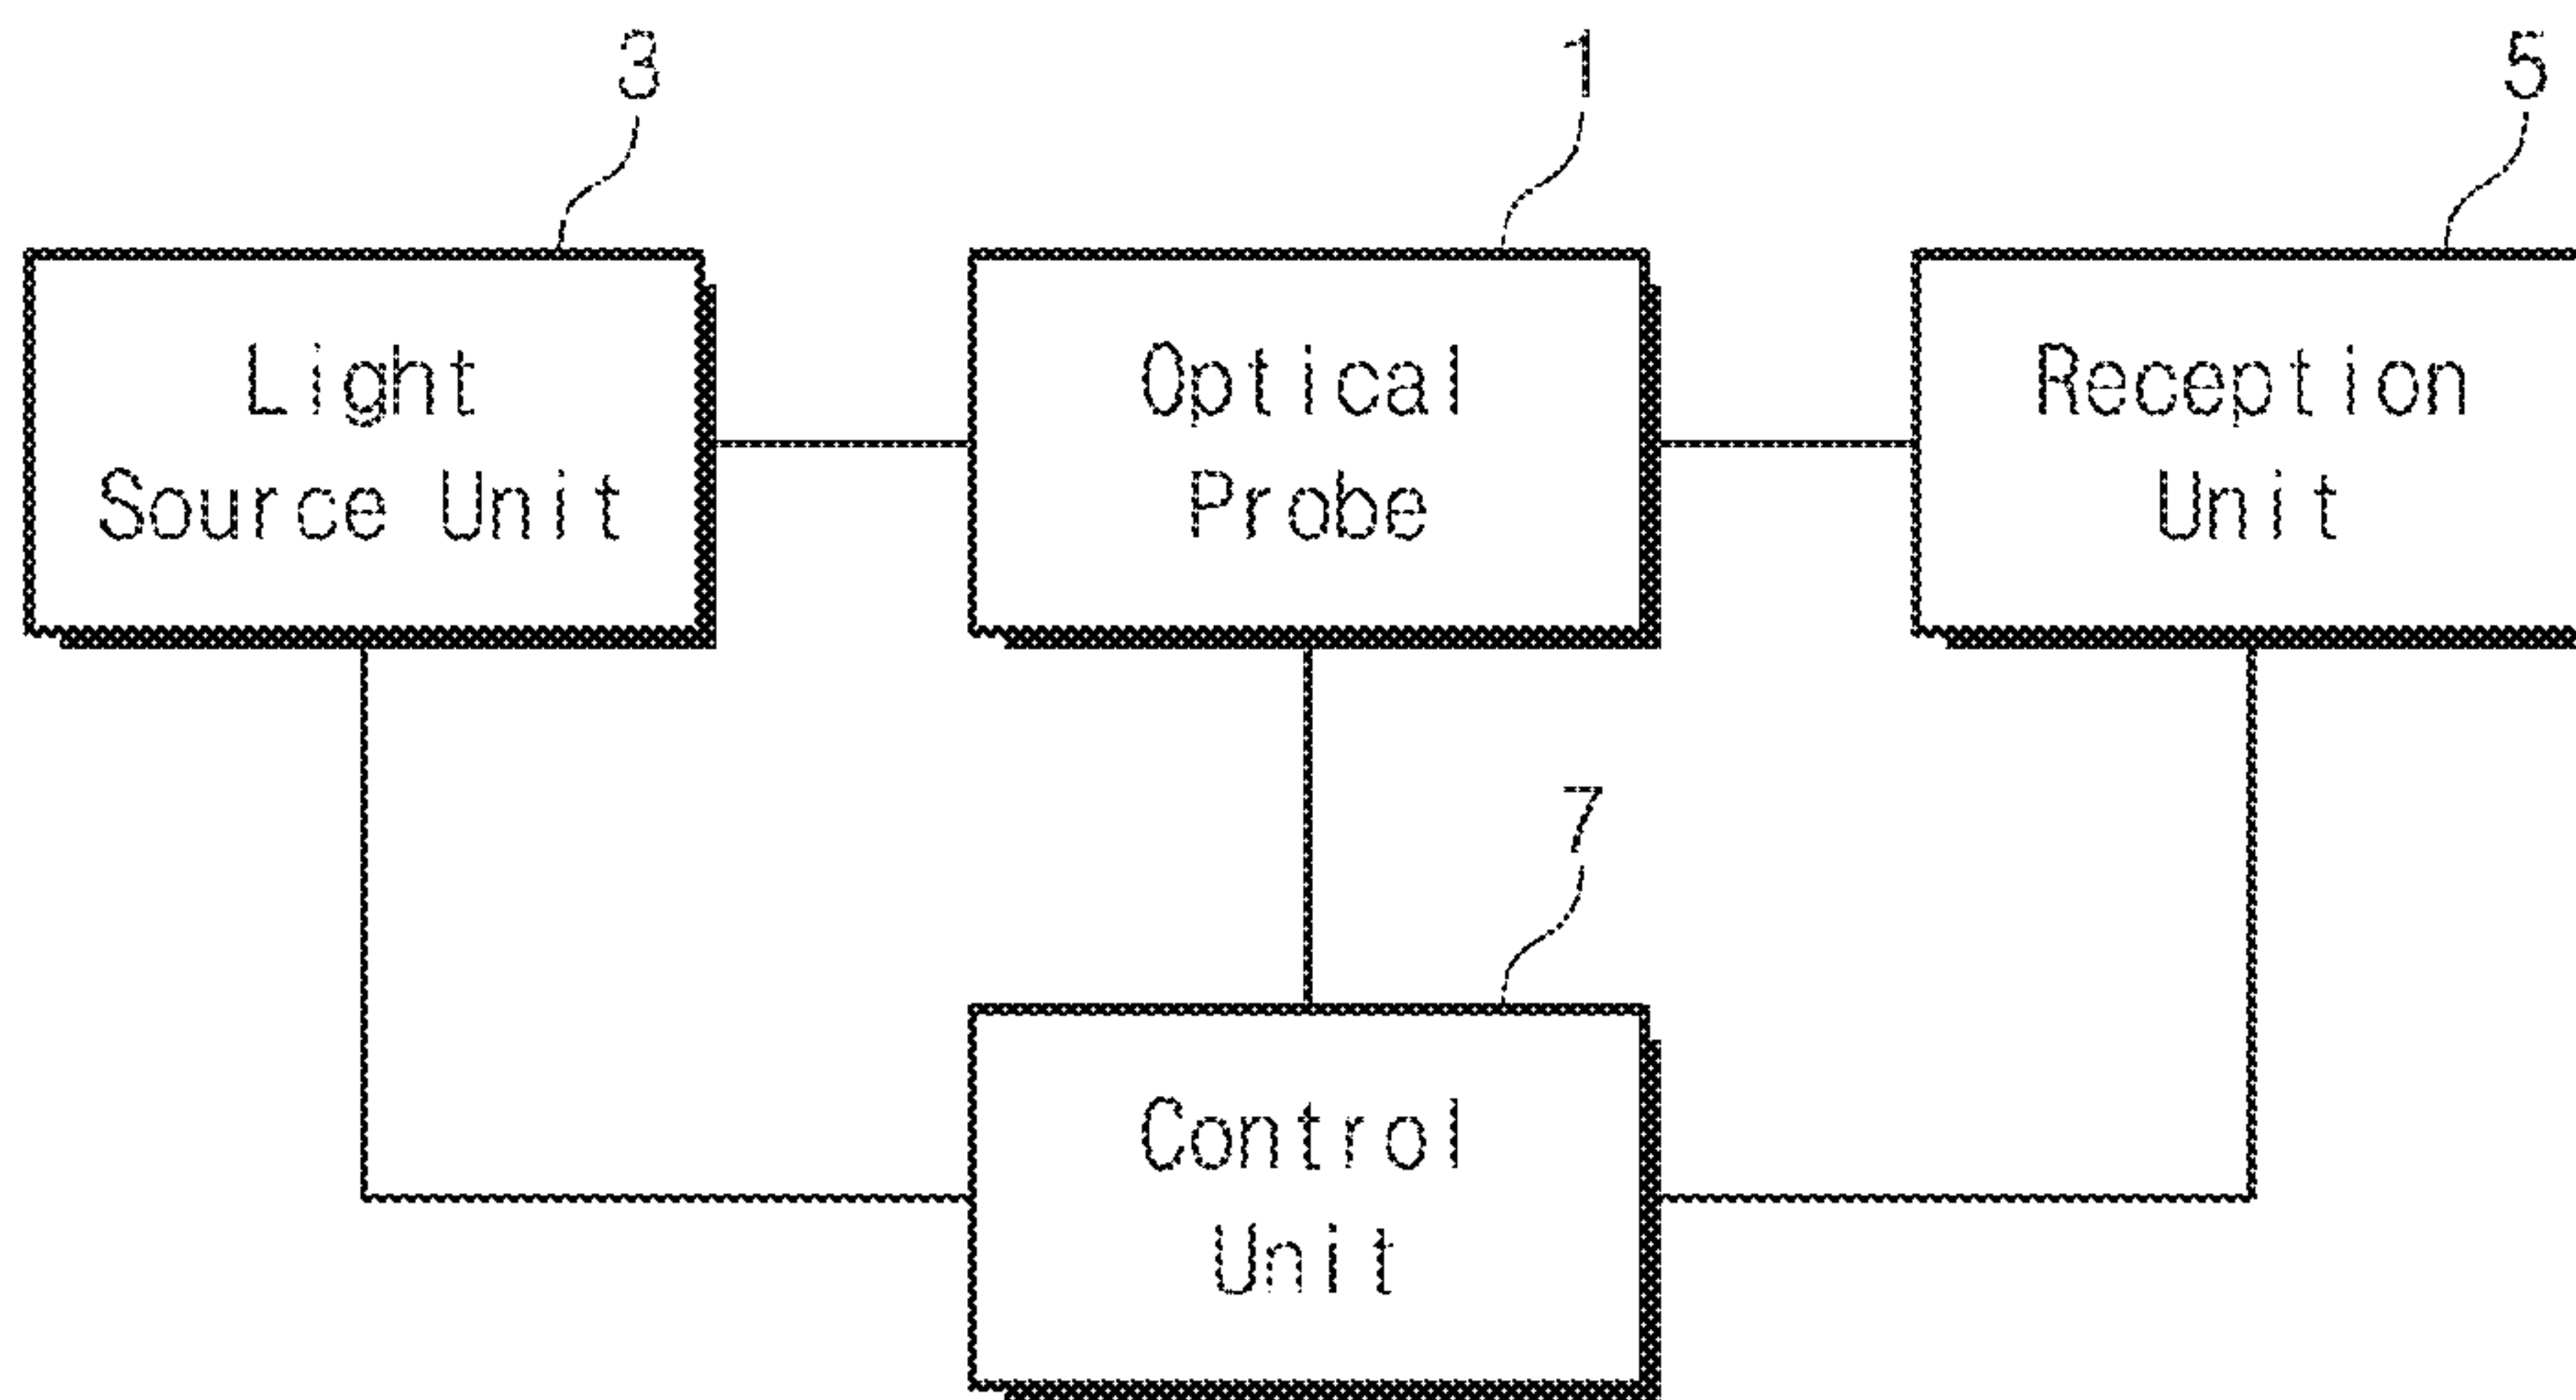 3
1
5
Light
Source Unit
Optical
Probe
Reception
Unit
7
Control
Unit